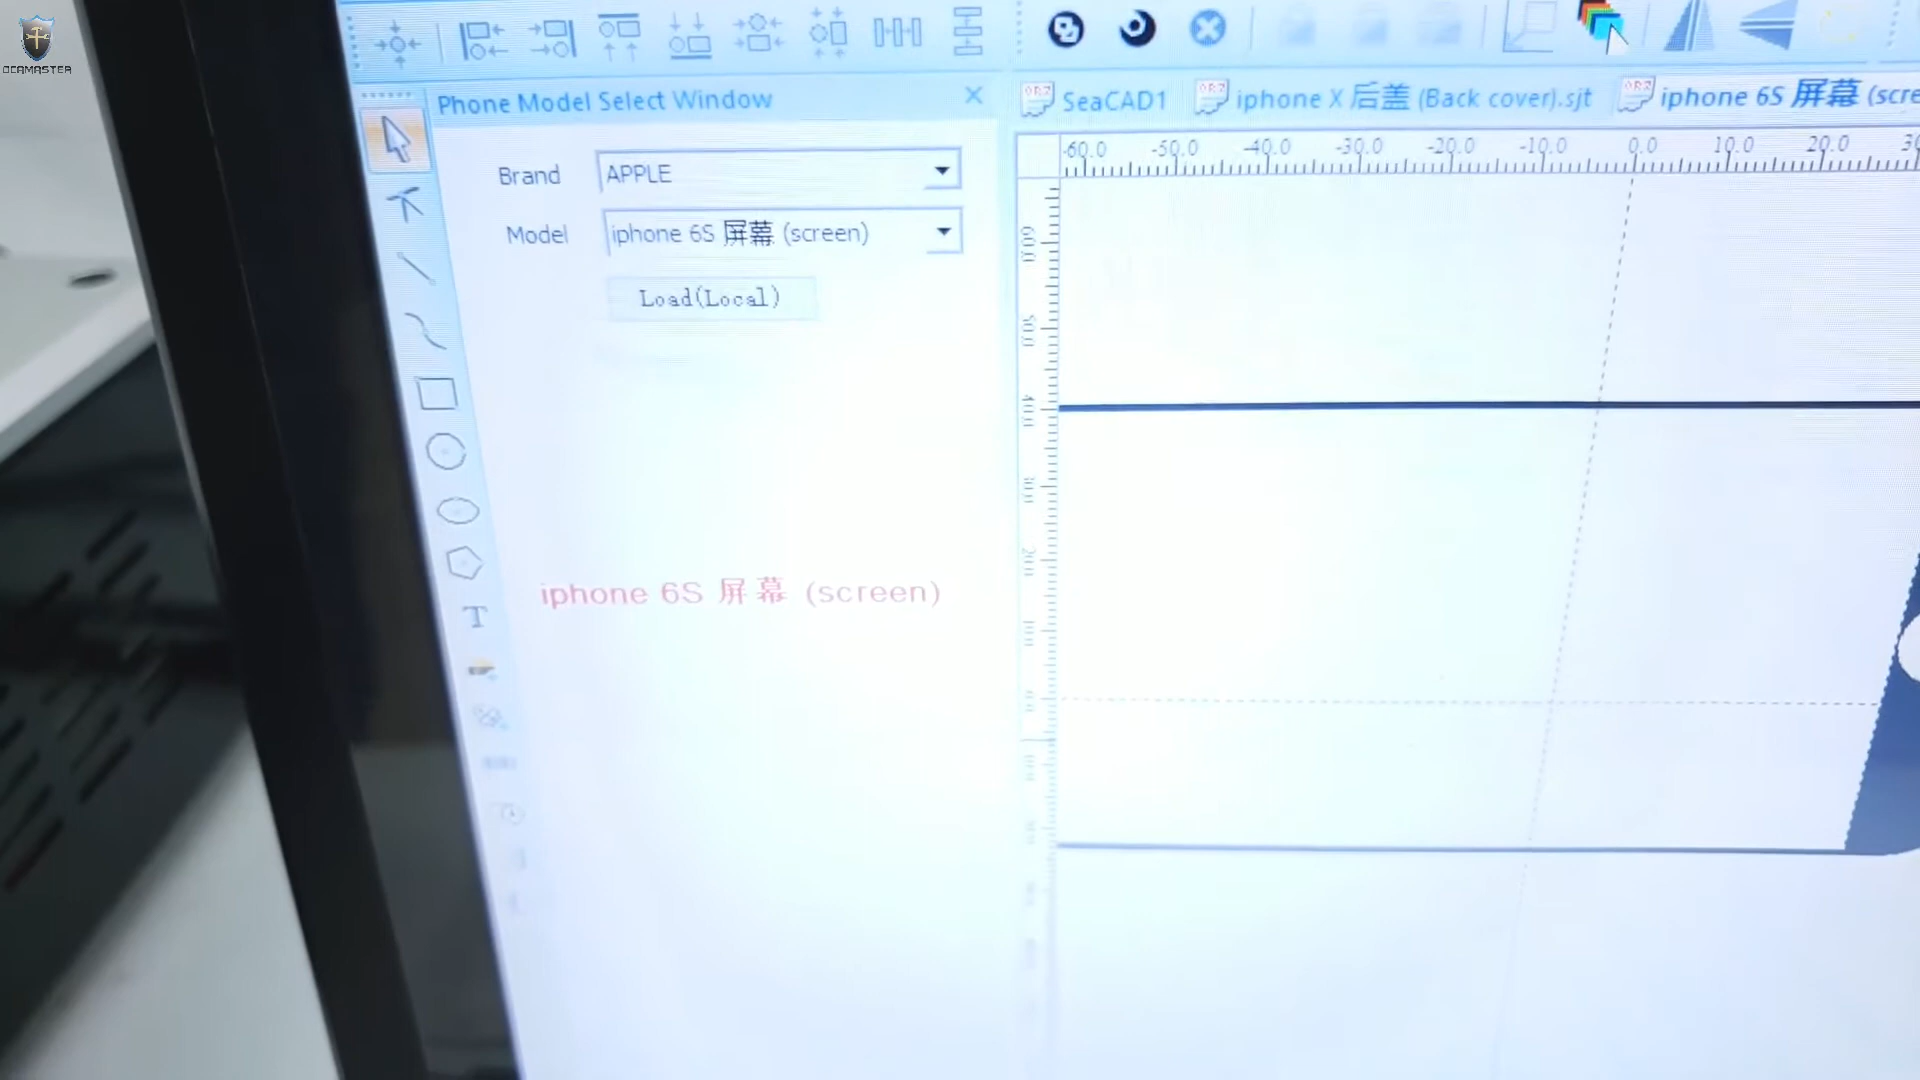 OCAMASTER
Phone Model Select Window
SeaCAD1
iphone X 后盖 (Back cover).sjt
iphone 6S 屏幕 (scre
-60.0 -50.0 -40.0 -30.0 -20.0 -10.0 0.0 10.0 20.0 30
Brand
APPLE
Model
iphone 6S 屏幕 (screen)
Load(Local)
iphone 6S 屏幕 (screen)
T